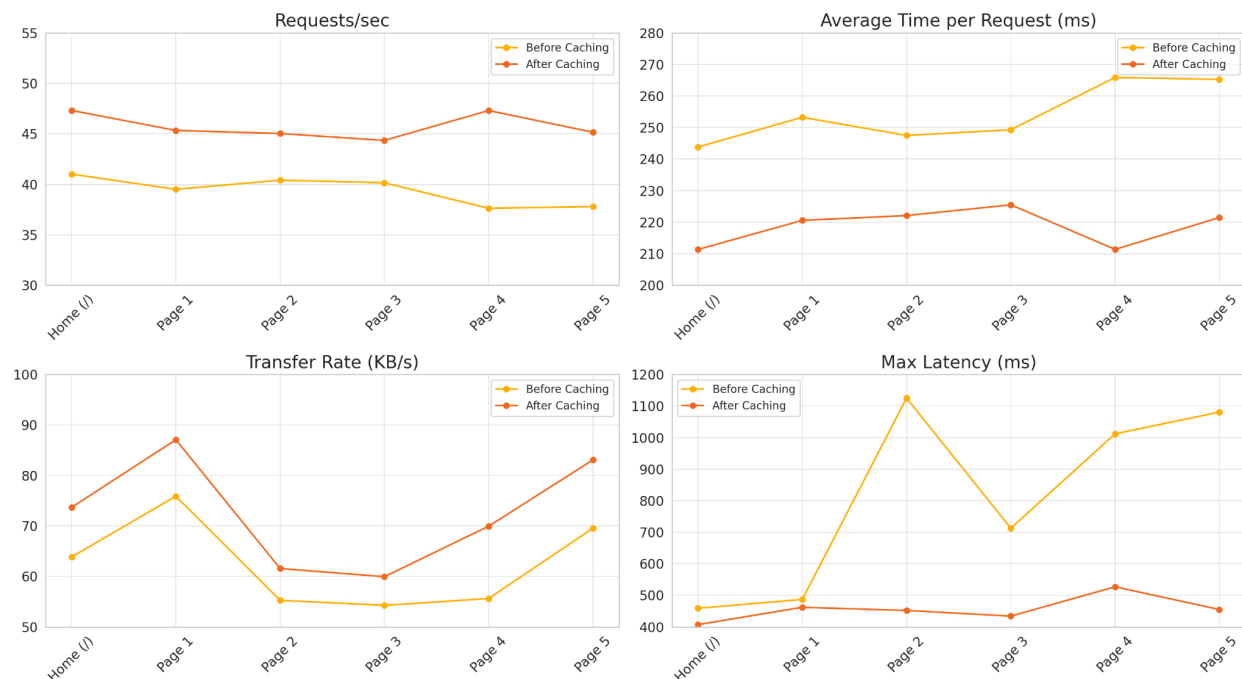 Requests/sec
55
50
45
40
35
30
Before Caching
After Caching
Home (/)
Page 1
Page 2
Page 3
Page 4
Page 5
Average Time per Request (ms)
280
270
260
250
240
230
220
210
200
Before Caching
After Caching
Home (/)
Page 1
Page 2
Page 3
Page 4
Page 5
Transfer Rate (KB/s)
100
90
80
70
60
50
Before Caching
After Caching
Home (/)
Page 1
Page 2
Page 3
Page 4
Page 5
Max Latency (ms)
1200
1100
1000
900
800
700
600
500
400
Before Caching
After Caching
Home (/)
Page 1
Page 2
Page 3
Page 4
Page 5